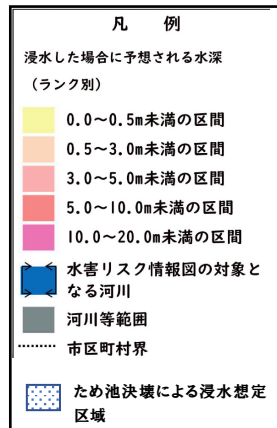 凡　例
浸水した場合に予想される水深
（ランク別）
0.0～0.5m未満の区間
0.5～3.0m未満の区間
3.0～5.0m未満の区間
5.0～10.0m未満の区間
10.0～20.0m未満の区間
水害リスク情報図の対象と
なる河川
河川等範囲
市区町村界
ため池決壊による浸水想定
区域